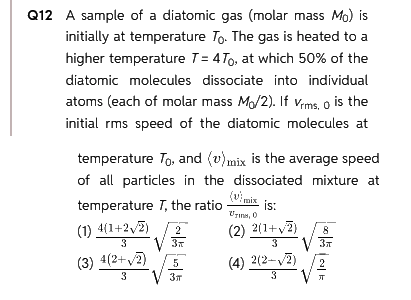 Q12 A sample of a diatomic gas (molar mass M₀) is
initially at temperature T₀. The gas is heated to a
higher temperature T = 4T₀, at which 50% of the
diatomic molecules dissociate into individual
atoms (each of molar mass M₀/2). If v_rms, 0 is the
initial rms speed of the diatomic molecules at
temperature T₀, and ⟨v⟩_mix is the average speed
of all particles in the dissociated mixture at
temperature T, the ratio ⟨v⟩_mix / v_rms, 0 is:
(1) 4(1+2√2)/3 √(2/3π) (2) 2(1+√2)/3 √(8/3π)
(3) 4(2+√2)/3 √(5/3π) (4) 2(2−√2)/3 √(2/π)